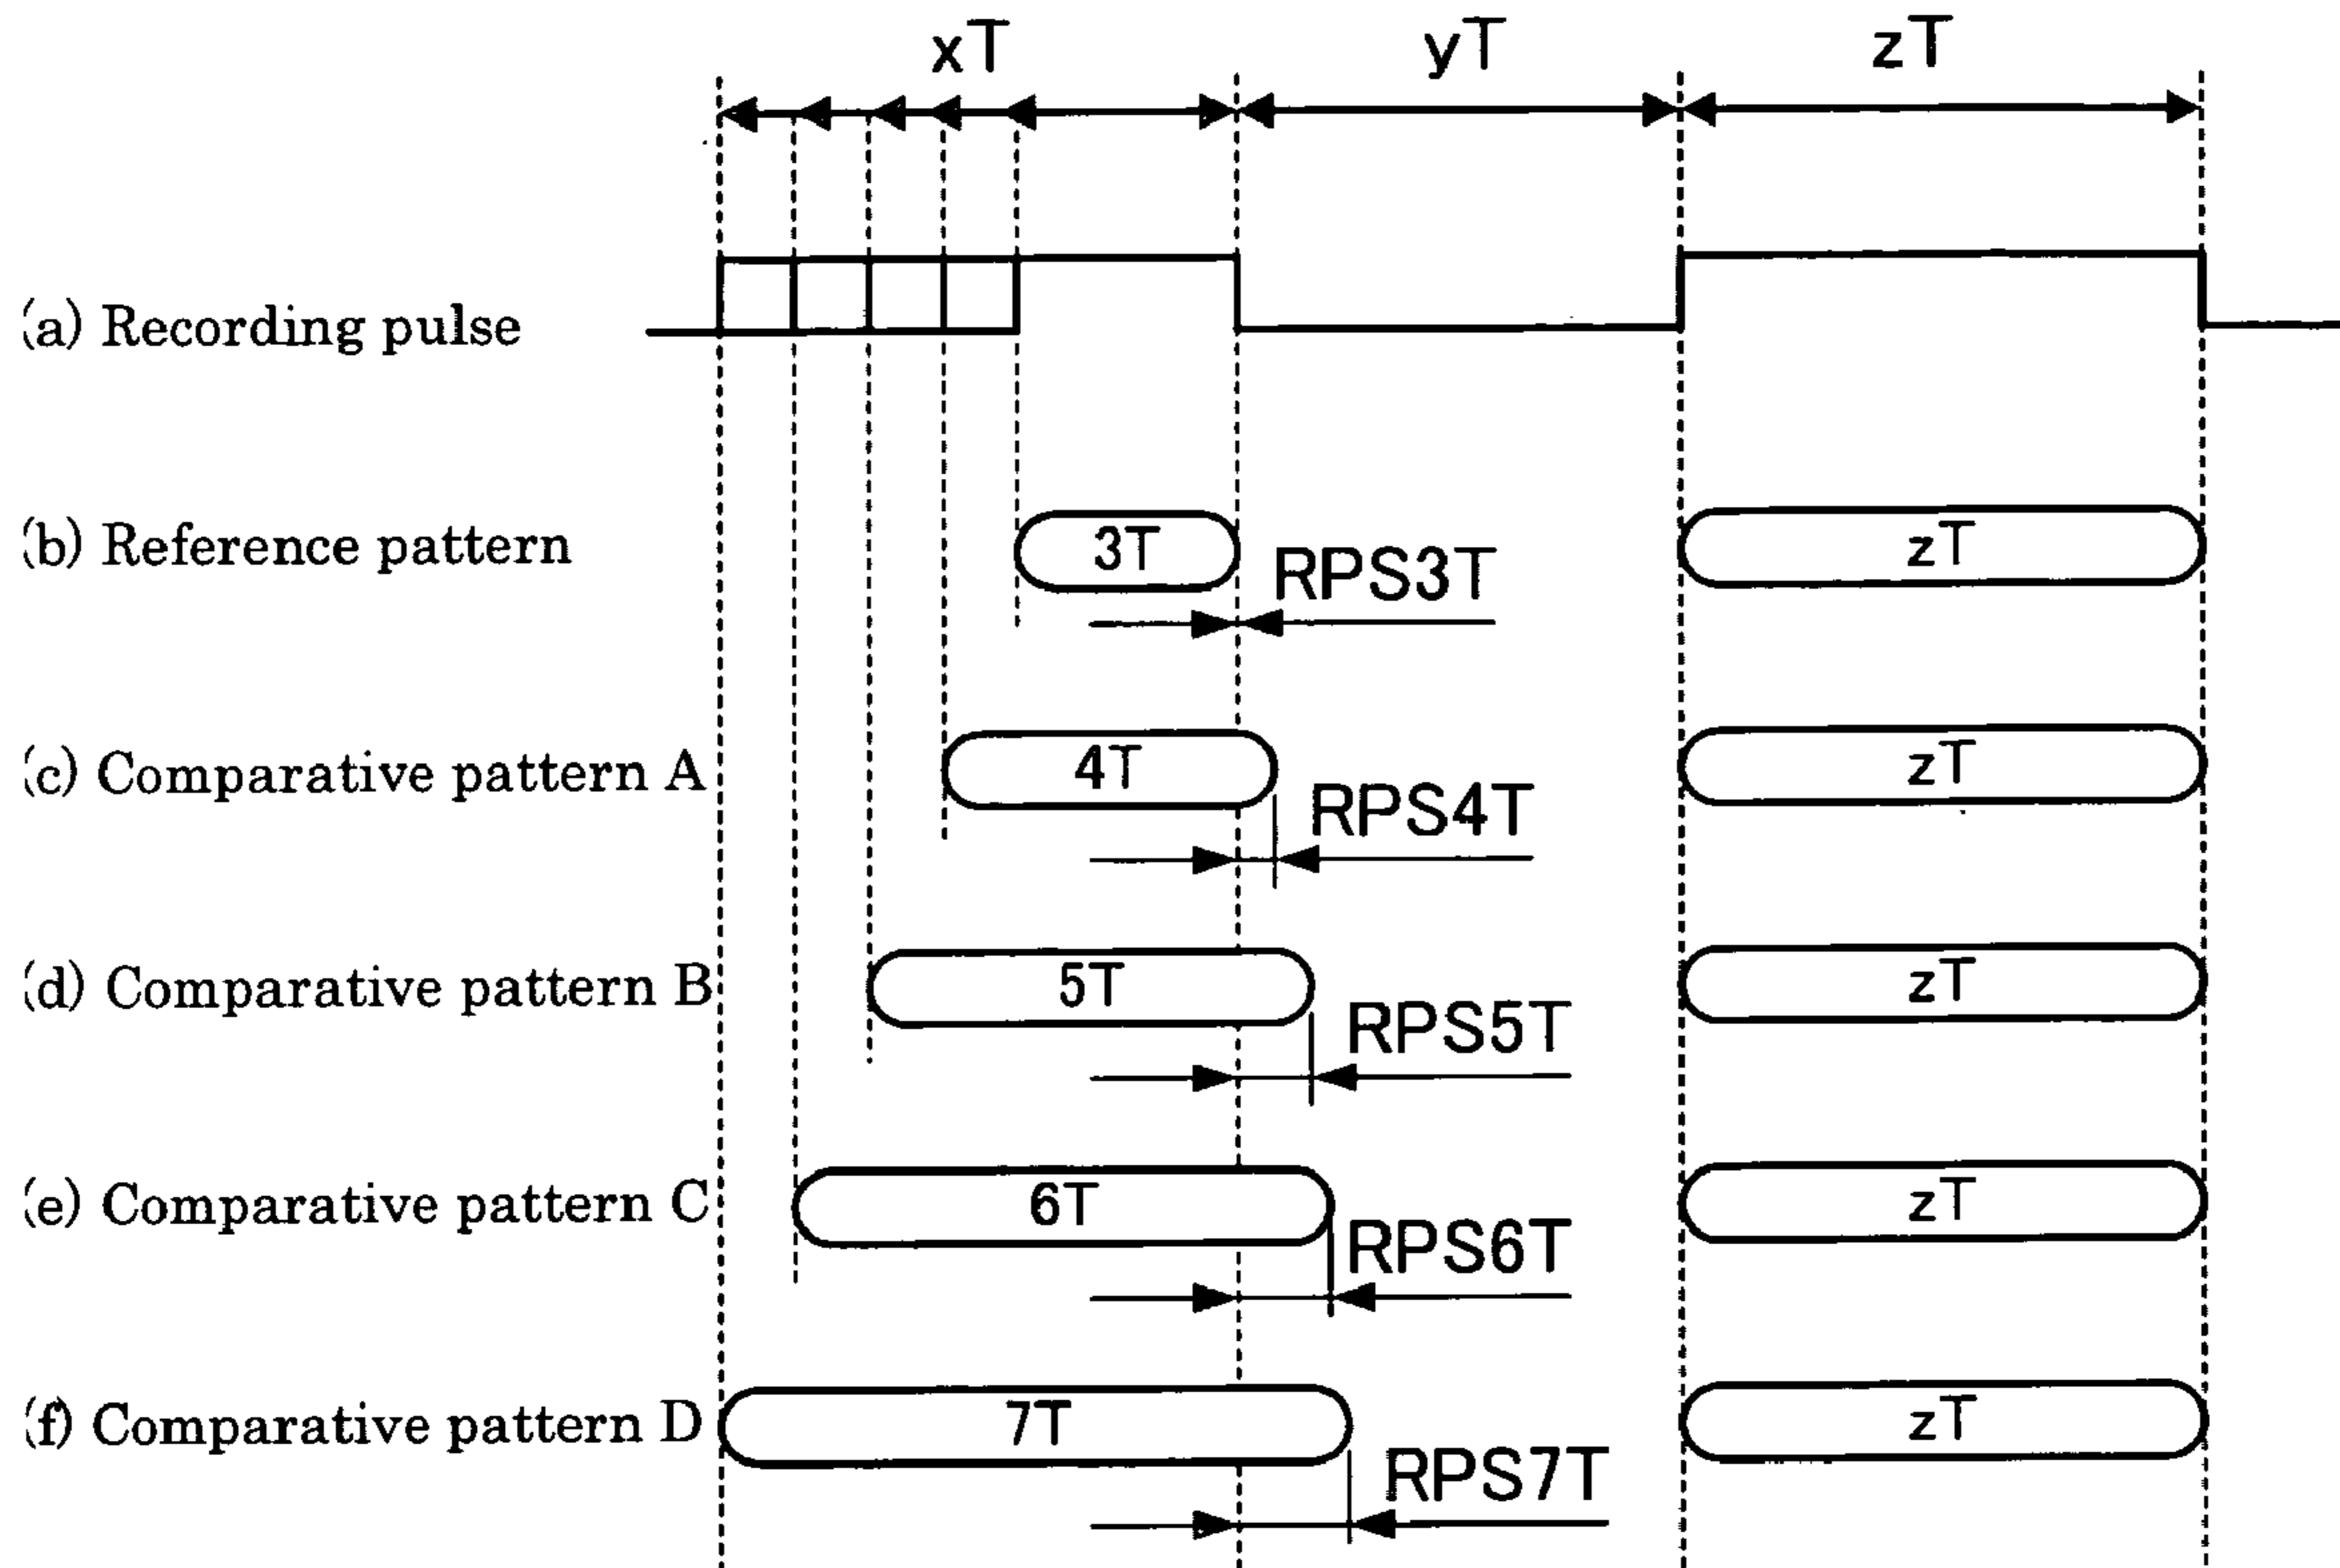 xT yT zT
(a) Recording pulse
(b) Reference pattern 3T zT
RPS3T
(c) Comparative pattern A 4T zT
RPS4T
(d) Comparative pattern B 5T zT
RPS5T
(e) Comparative pattern C 6T zT
RPS6T
(f) Comparative pattern D 7T zT
RPS7T